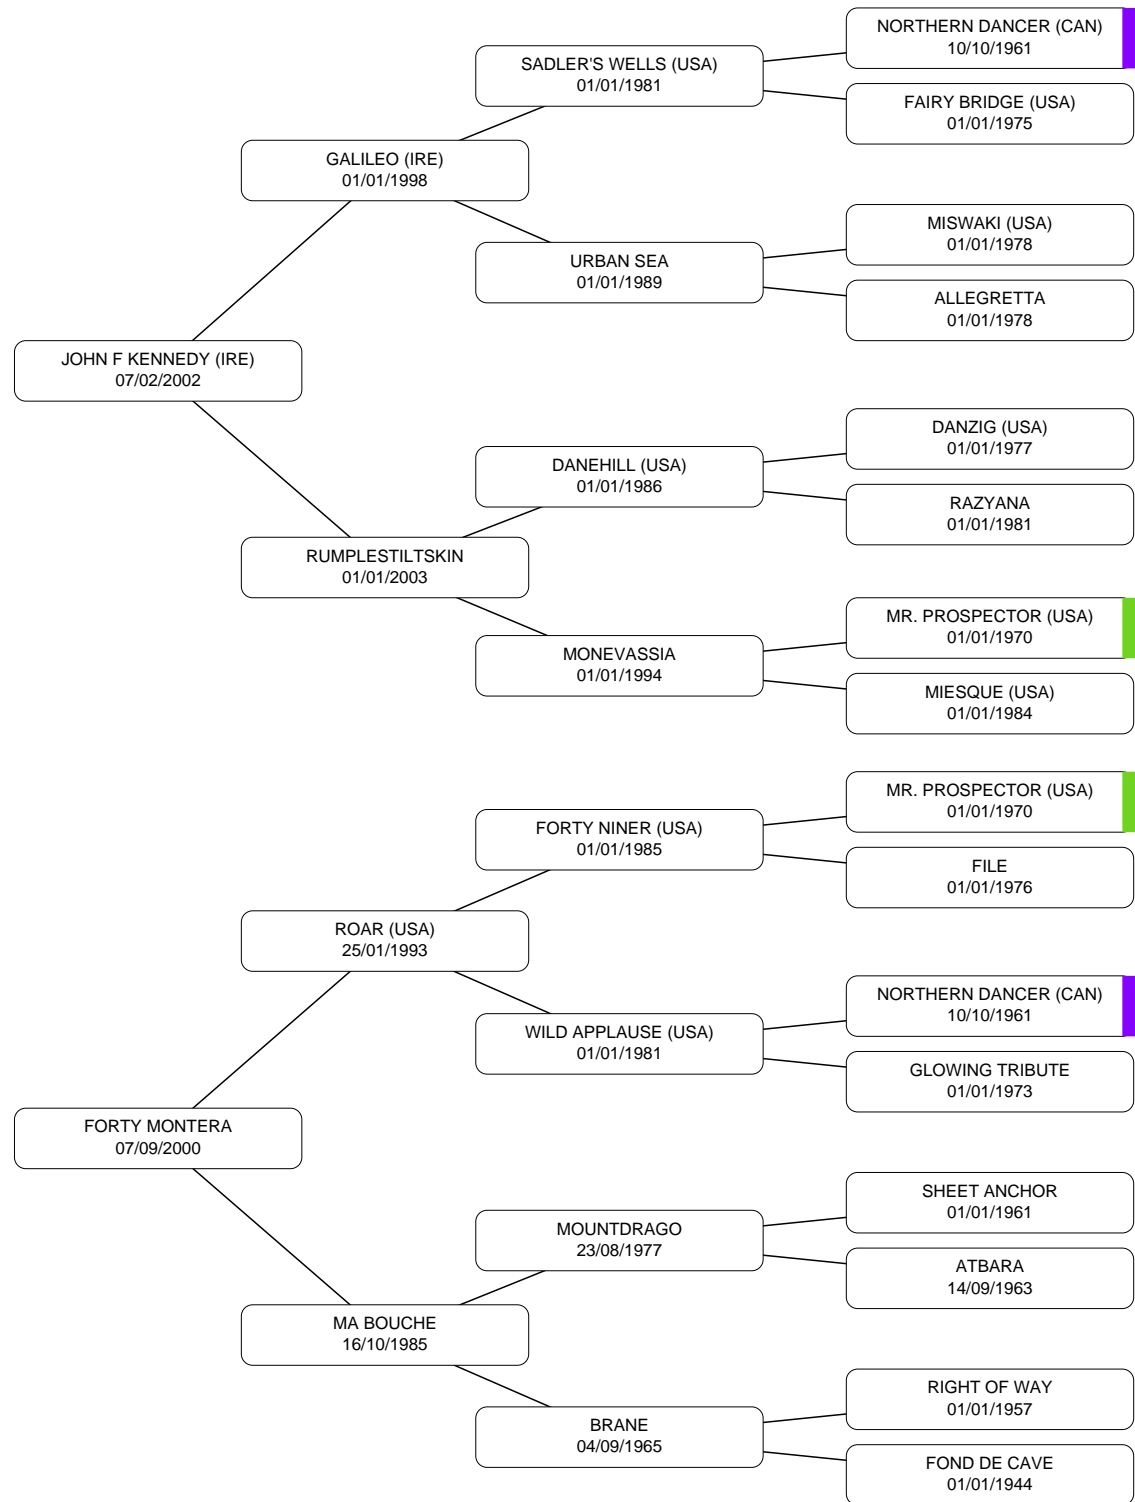 NORTHERN DANCER (CAN)
10/10/1961
SADLER'S WELLS (USA)
01/01/1981
FAIRY BRIDGE (USA)
01/01/1975
GALILEO (IRE)
01/01/1998
MISWAKI (USA)
01/01/1978
URBAN SEA
01/01/1989
ALLEGRETTA
01/01/1978
JOHN F KENNEDY (IRE)
07/02/2002
DANZIG (USA)
01/01/1977
DANEHILL (USA)
01/01/1986
RAZYANA
01/01/1981
RUMPLESTILTSKIN
01/01/2003
MR. PROSPECTOR (USA)
01/01/1970
MONEVASSIA
01/01/1994
MIESQUE (USA)
01/01/1984
MR. PROSPECTOR (USA)
01/01/1970
FORTY NINER (USA)
01/01/1985
FILE
01/01/1976
ROAR (USA)
25/01/1993
NORTHERN DANCER (CAN)
10/10/1961
WILD APPLAUSE (USA)
01/01/1981
GLOWING TRIBUTE
01/01/1973
FORTY MONTERA
07/09/2000
SHEET ANCHOR
01/01/1961
MOUNTDRAGO
23/08/1977
ATBARA
14/09/1963
MA BOUCHE
16/10/1985
RIGHT OF WAY
01/01/1957
BRANE
04/09/1965
FOND DE CAVE
01/01/1944